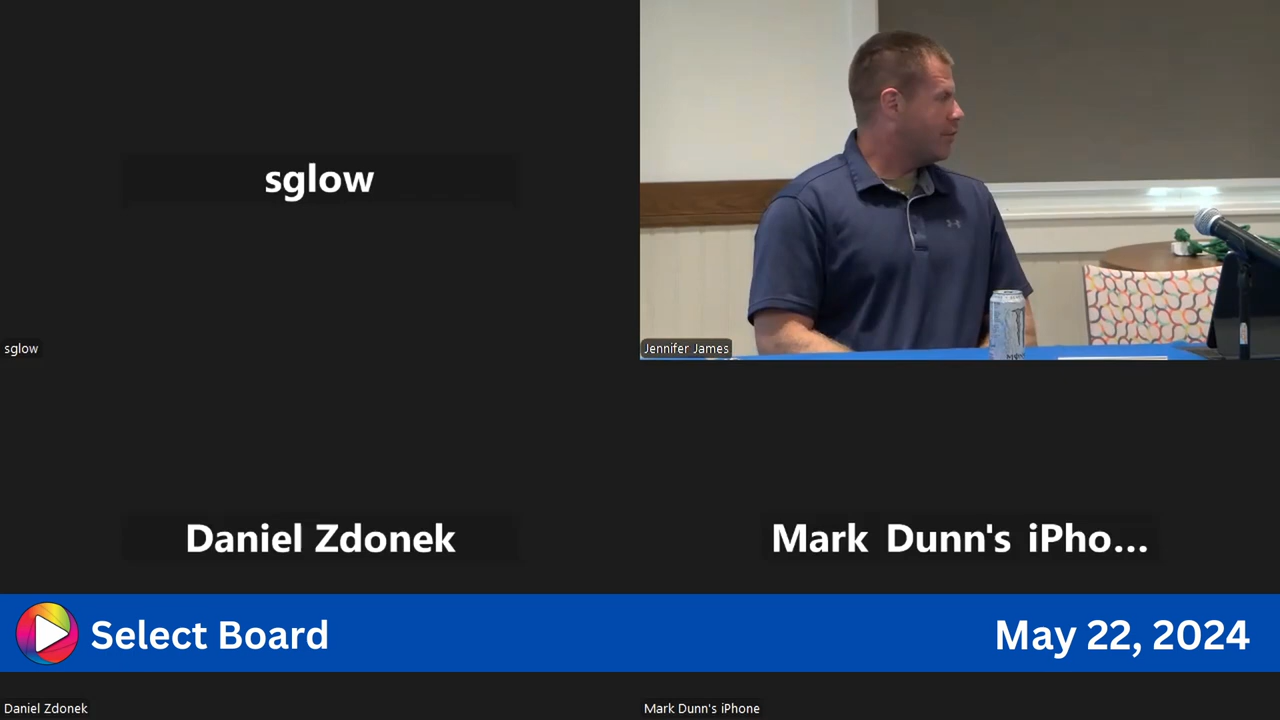 sglow
sglow
Jennifer James
Daniel Zdonek
Mark Dunn's iPho...
Select Board
May 22, 2024
Daniel Zdonek
Mark Dunn's iPhone